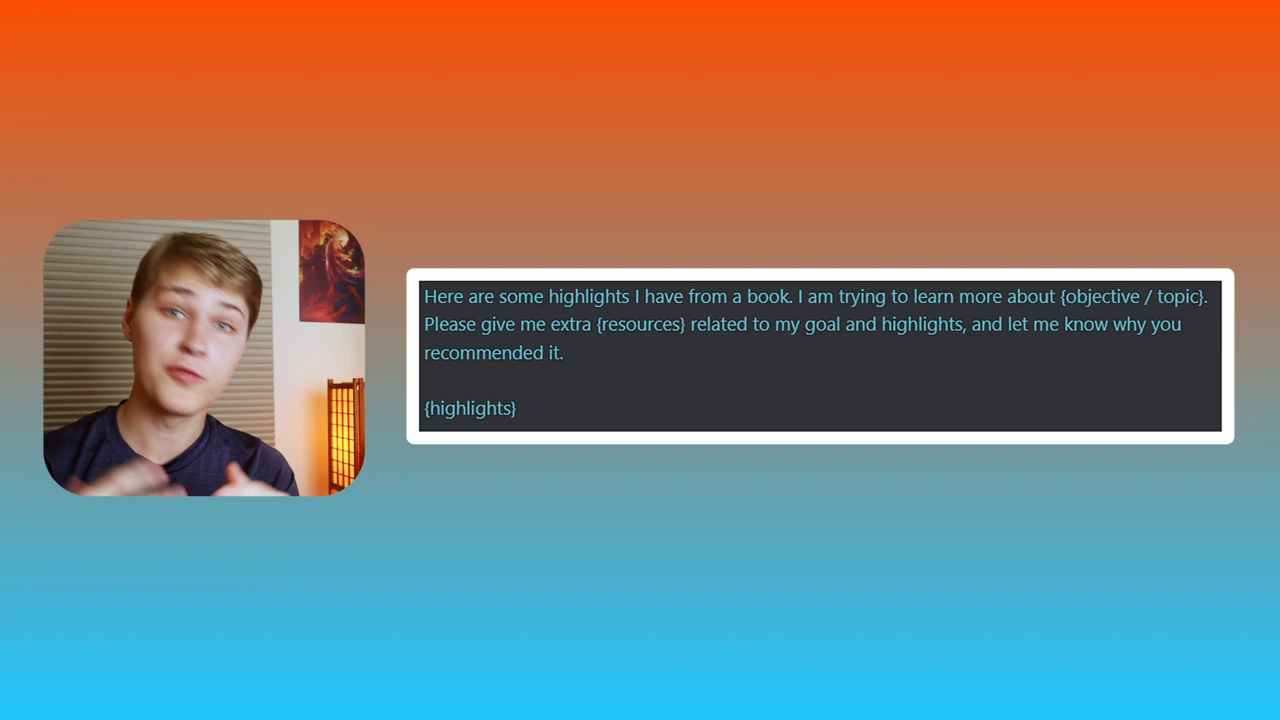 Here are some highlights I have from a book. I am trying to learn more about {objective / topic}.
Please give me extra {resources} related to my goal and highlights, and let me know why you
recommended it.
{highlights}